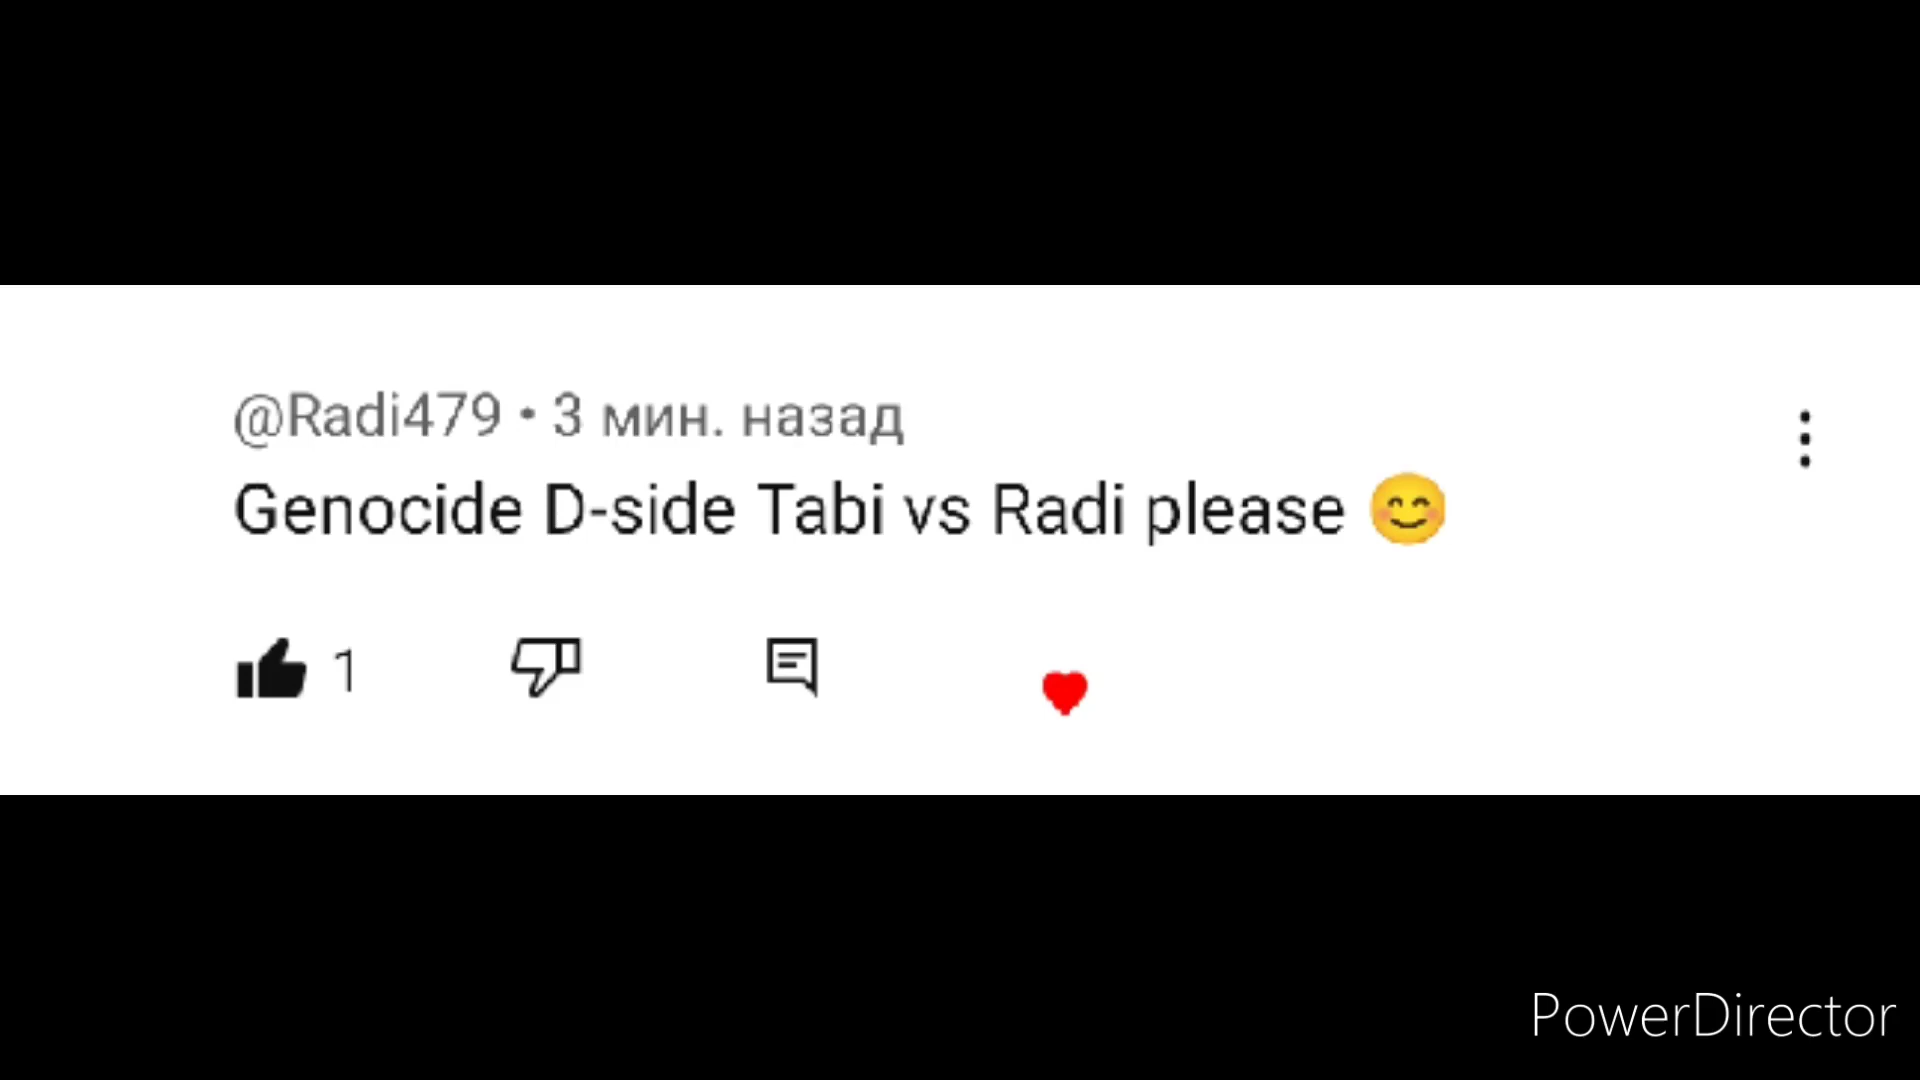 @Radi479 • 3 мин. назад
Genocide D-side Tabi vs Radi please 😊
1
PowerDirector